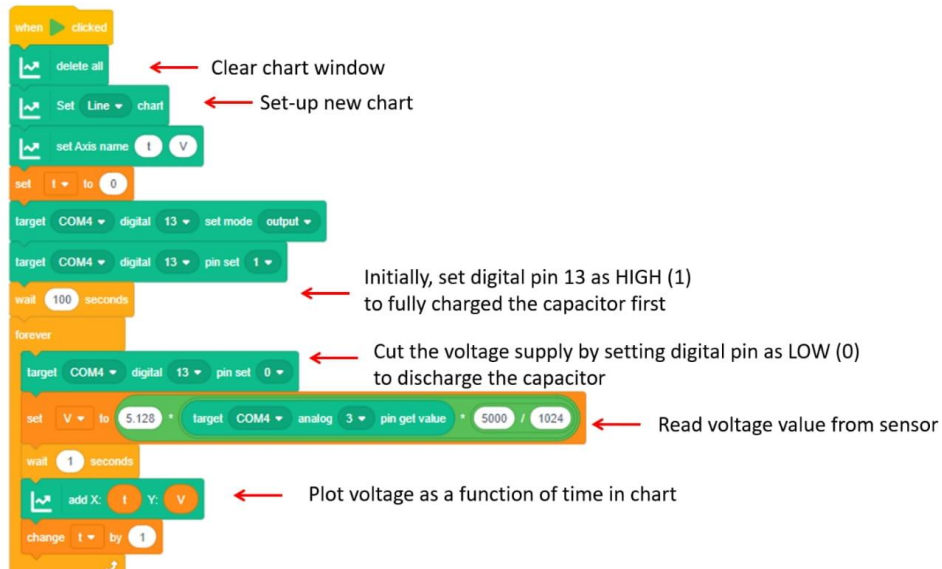 when clicked
delete all
Clear chart window
Set Line chart
Set-up new chart
set Axis name t V
set t to 0
target COM4 digital 13 set mode output
target COM4 digital 13 pin set 1
Initially, set digital pin 13 as HIGH (1)
to fully charged the capacitor first
wait 100 seconds
forever
Cut the voltage supply by setting digital pin as LOW (0)
to discharge the capacitor
target COM4 digital 13 pin set 0
set V to 5.128 * target COM4 analog 3 pin get value * 5000 / 1024
Read voltage value from sensor
wait 1 seconds
add X: t Y: V
Plot voltage as a function of time in chart
change t by 1